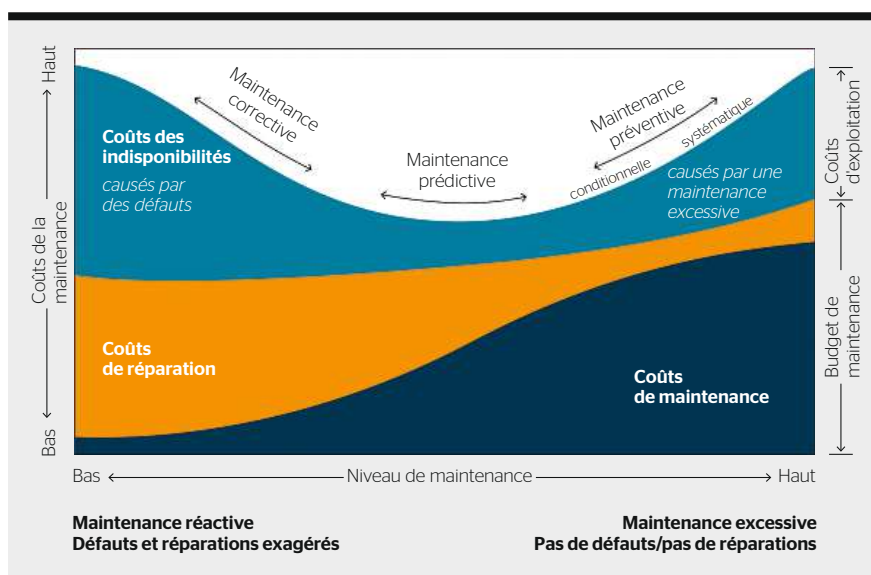 Haut
Coûts de la
maintenance
Bas
Maintenance
corrective
Coûts des
indisponibilités
causés par
des défauts
Maintenance
prédictive
Maintenance
préventive
conditionnelle
systématique
causés par une
maintenance
excessive
Coûts
d'exploitation
Budget de
maintenance
Coûts
de réparation
Coûts
de maintenance
Bas
Niveau de maintenance
Haut
Maintenance réactive
Défauts et réparations exagérés
Maintenance excessive
Pas de défauts/pas de réparations